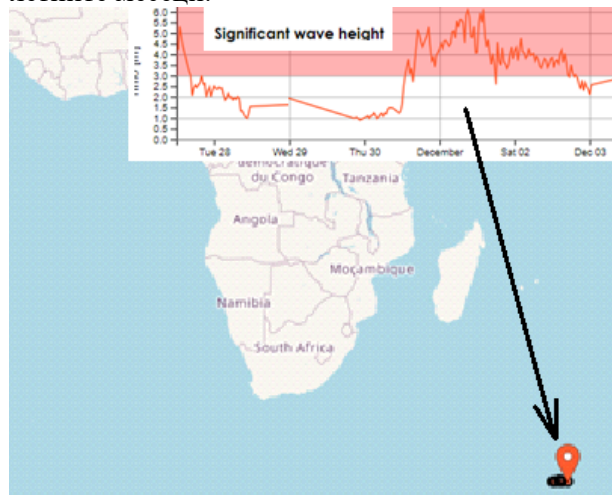 летните месеци.
Significant wave height
6.0
5.5
5.0
4.5
4.0
3.5
3.0
2.5
2.0
1.5
1.0
0.5
0.0
Tue 28 Wed 29 Thu 30 December Sat 02 Dec 03
du Congo Tanzania
Angola
Moçambique
Namibia
South Africa